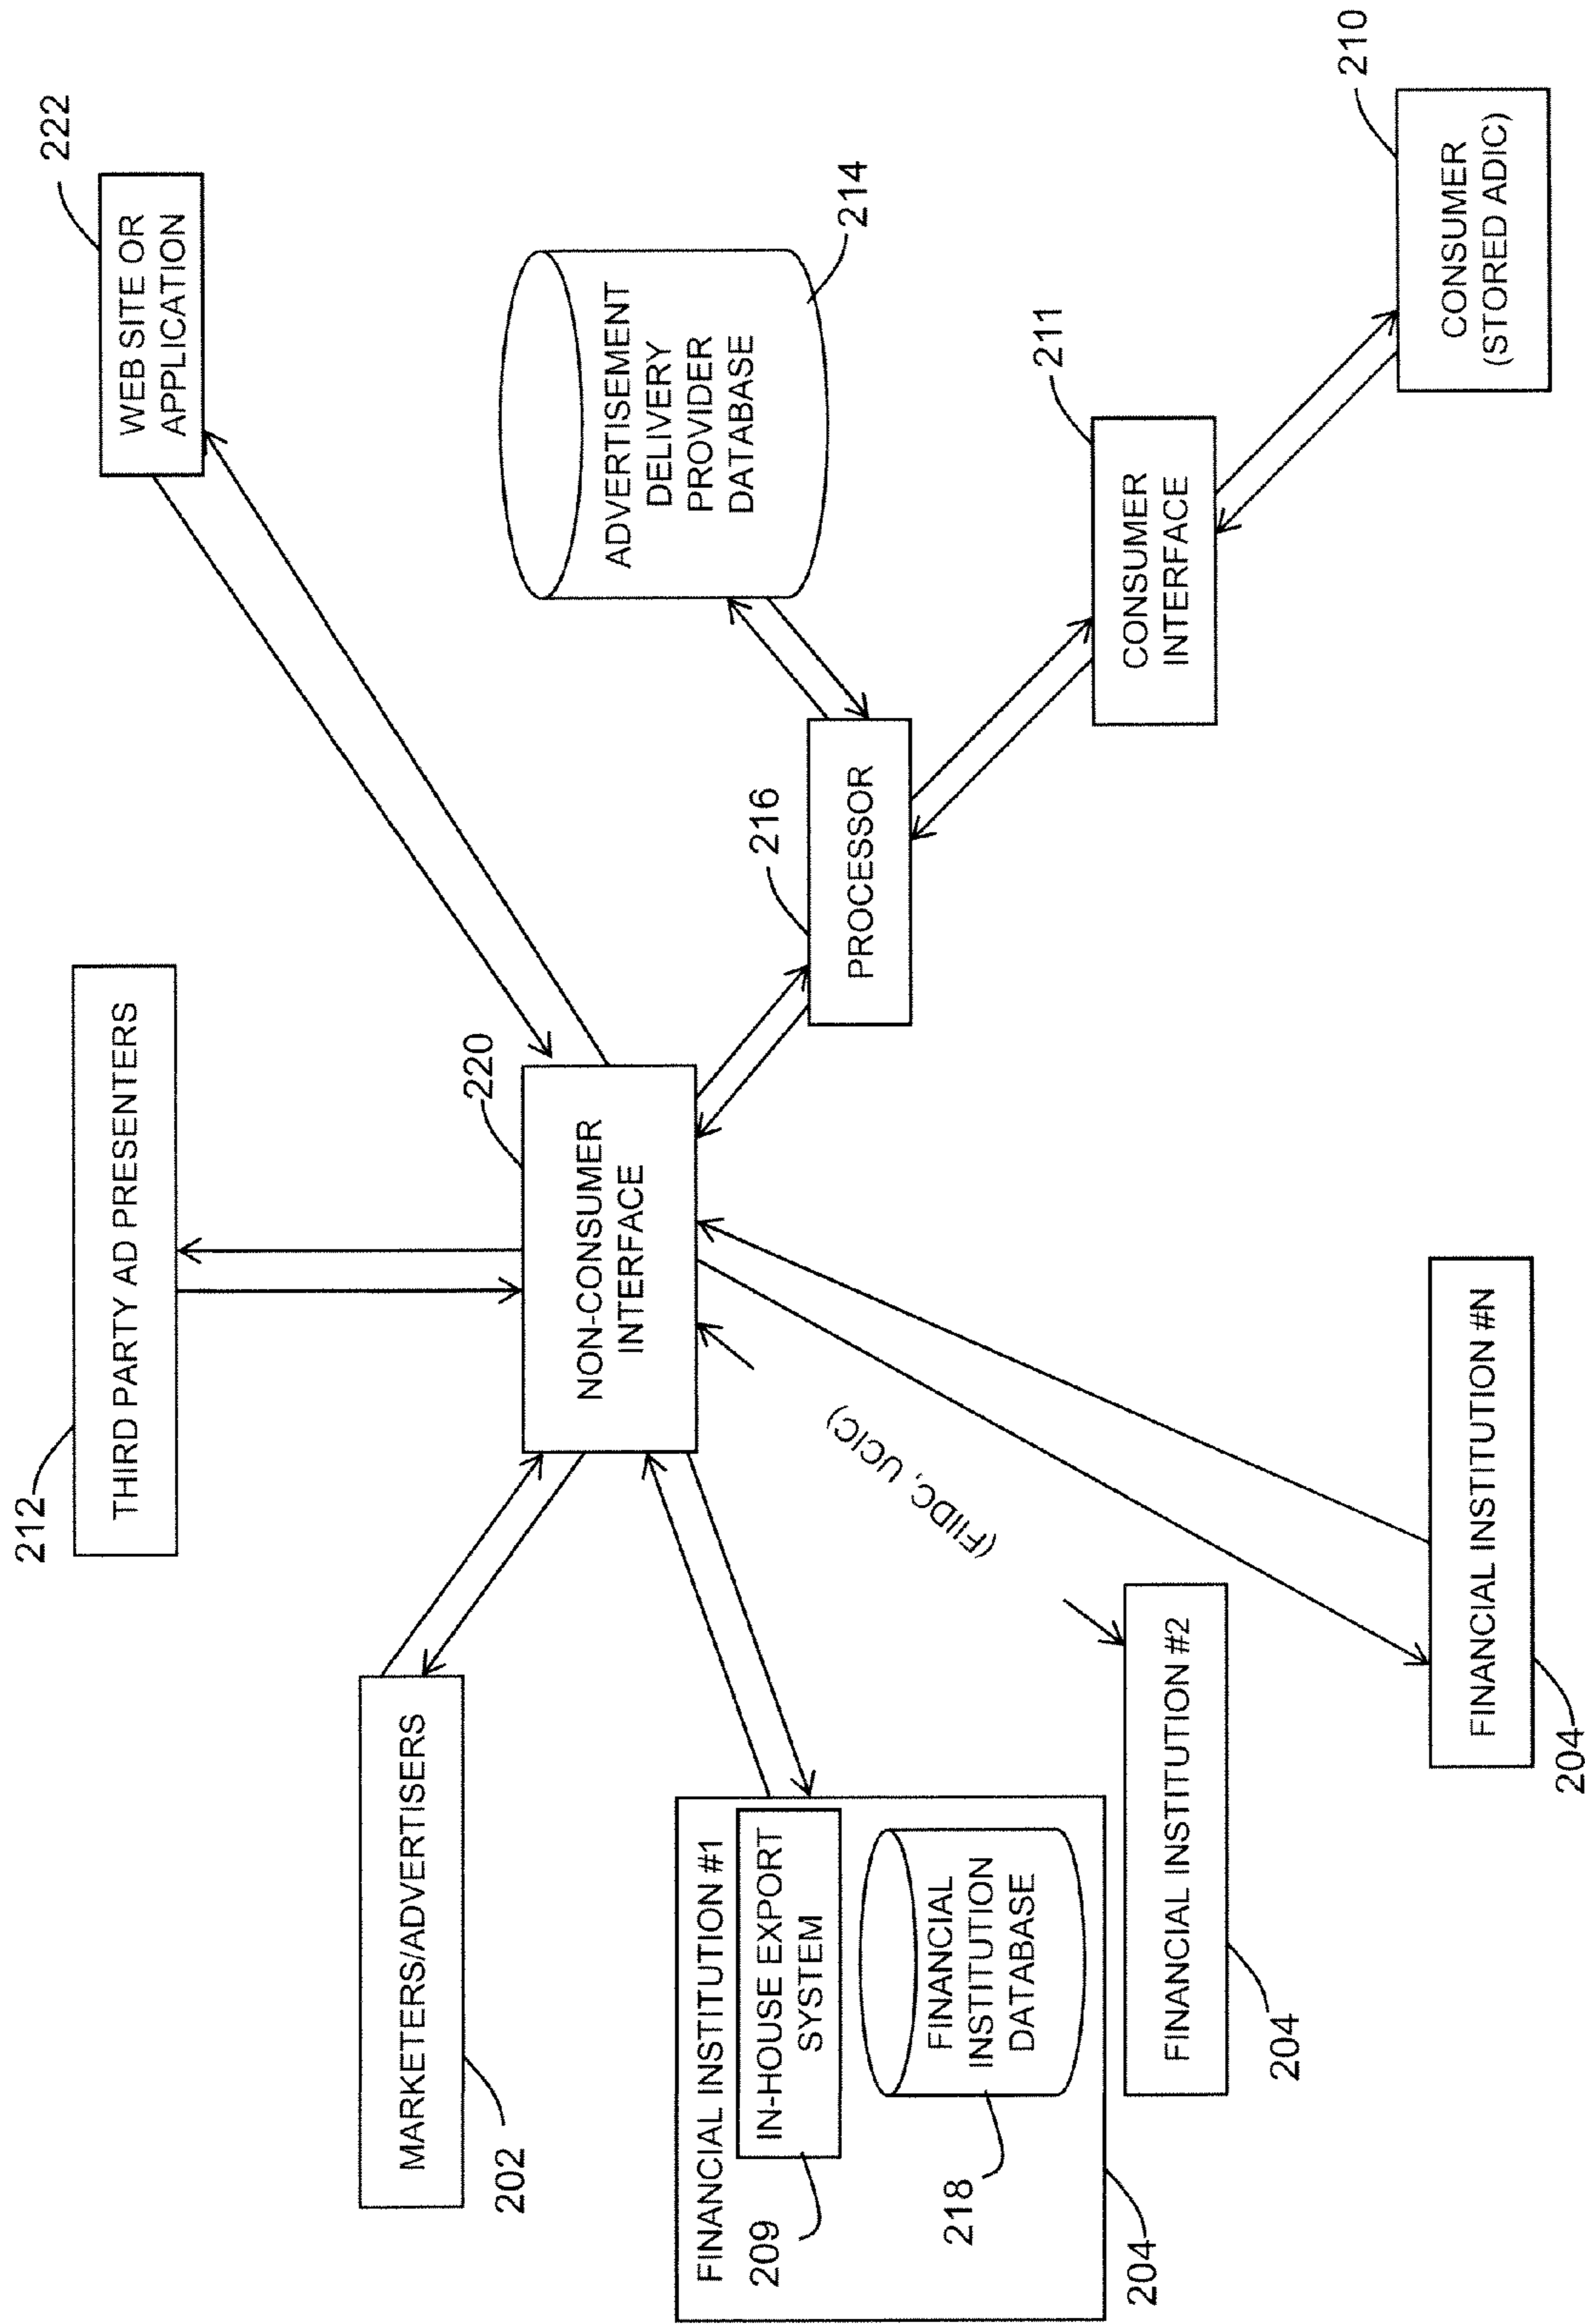 212
THIRD PARTY AD PRESENTERS
222
WEB SITE OR
APPLICATION
MARKETERS/ADVERTISERS
202
220
NON-CONSUMER
INTERFACE
ADVERTISEMENT
DELIVERY
PROVIDER
DATABASE
214
FINANCIAL INSTITUTION #1
IN-HOUSE EXPORT
SYSTEM
209
FINANCIAL
INSTITUTION
DATABASE
218
204
(FIIDC, UCIC)
216
PROCESSOR
211
CONSUMER
INTERFACE
FINANCIAL INSTITUTION #2
204
FINANCIAL INSTITUTION #N
204
210
CONSUMER
(STORED ADIC)